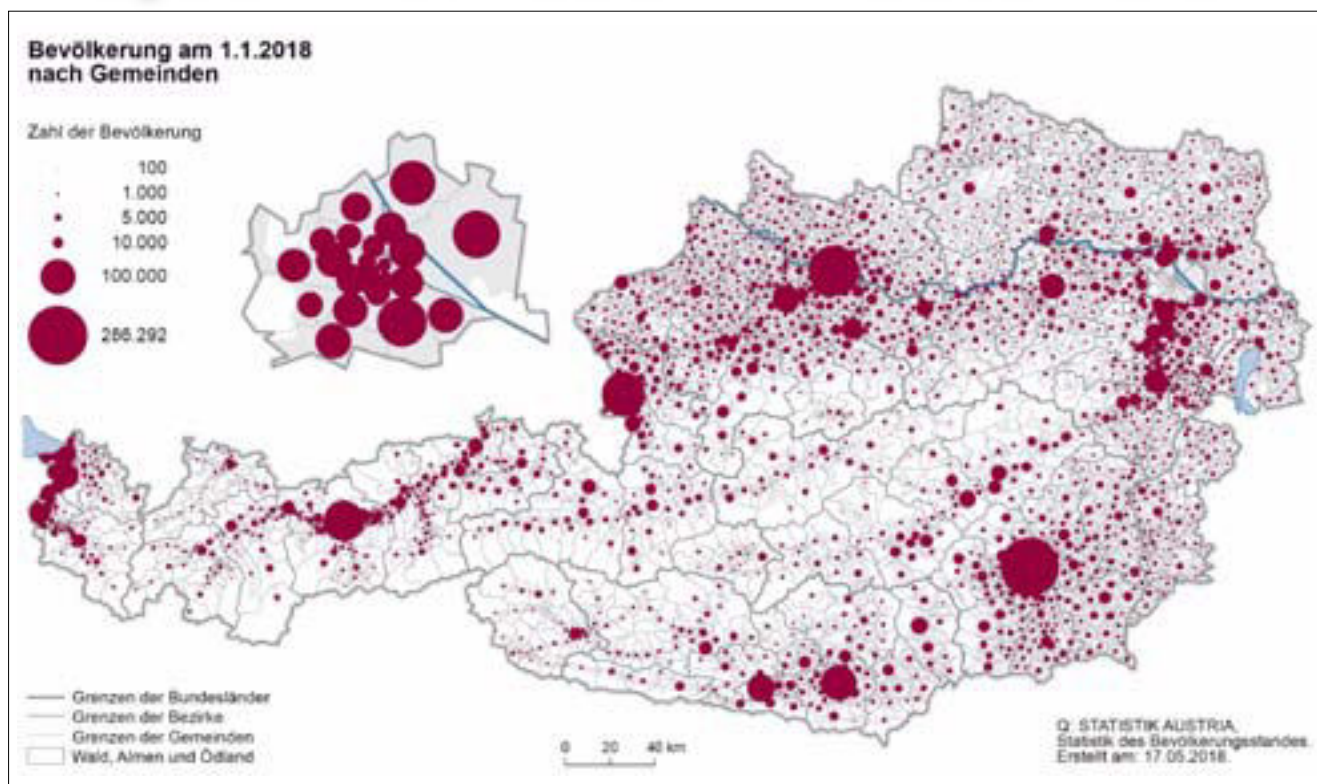 Bevölkerung am 1.1.2018
nach Gemeinden
Zahl der Bevölkerung
100
1.000
5.000
10.000
100.000
286.292
Grenzen der Bundesländer
Grenzen der Bezirke
Grenzen der Gemeinden
Wald, Almen und Ödland
0 20 40 km
Q: STATISTIK AUSTRIA,
Statistik des Bevölkerungsstandes.
Erstellt am: 17.05.2018.